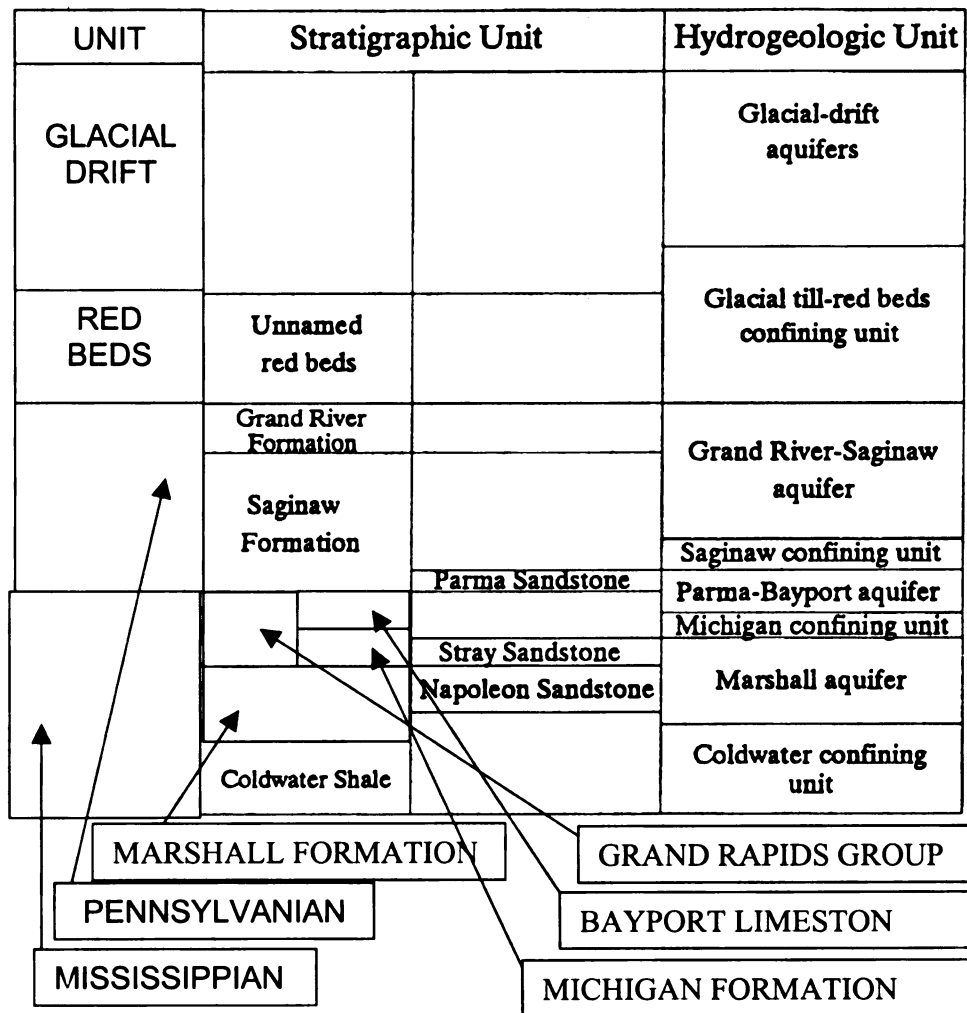 UNIT
Stratigraphic Unit
Hydrogeologic Unit
GLACIAL
DRIFT
Glacial-drift
aquifers
RED
BEDS
Unnamed
red beds
Glacial till-red beds
confining unit
Grand River
Formation
Grand River-Saginaw
aquifer
Saginaw
Formation
Saginaw confining unit
Parma Sandstone
Parma-Bayport aquifer
Michigan confining unit
Stray Sandstone
Napoleon Sandstone
Marshall aquifer
Coldwater Shale
Coldwater confining
unit
MARSHALL FORMATION
GRAND RAPIDS GROUP
PENNSYLVANIAN
BAYPORT LIMESTON
MISSISSIPPIAN
MICHIGAN FORMATION